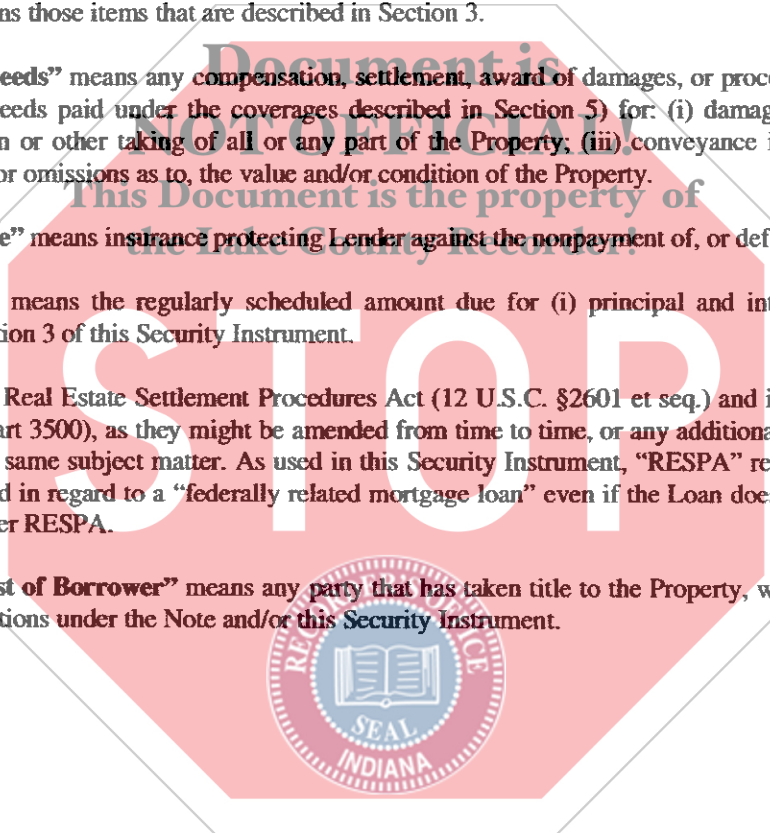 ns those items that are described in Section 3.
Document is
eeds” means any compensation, settlement, award of damages, or proce
eeds paid under the coverages described in Section 5) for: (i) damag
NOT OFFICIAL!
n or other taking of all or any part of the Property; (iii) conveyance i
or omissions as to, the value and/or condition of the Property.
This Document is the property of
e” means insurance protecting Lender against the nonpayment of, or def
the Lake County Recorder!
means the regularly scheduled amount due for (i) principal and int
tion 3 of this Security Instrument.
STOP
Real Estate Settlement Procedures Act (12 U.S.C. §2601 et seq.) and i
art 3500), as they might be amended from time to time, or any additiona
same subject matter. As used in this Security Instrument, “RESPA” re
d in regard to a “federally related mortgage loan” even if the Loan doe
er RESPA.
st of Borrower” means any party that has taken title to the Property, w
tions under the Note and/or this Security Instrument.
RECORDER'S OFFICE
SEAL
INDIANA